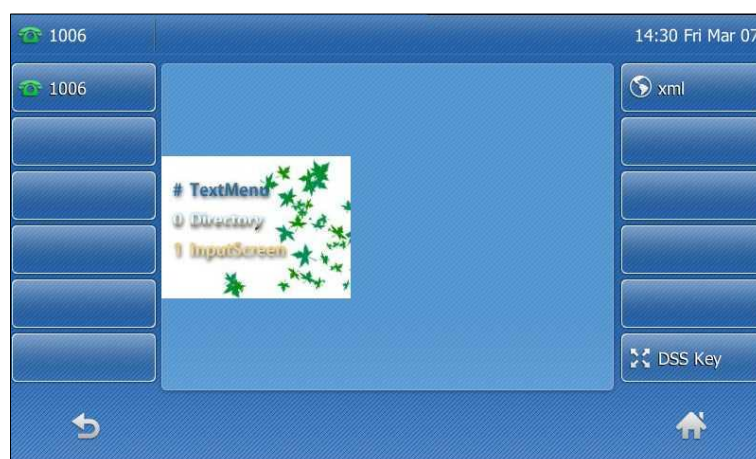 1006
14:30 Fri Mar 07
1006
xml
# TextMenu
0 Directory
1 InputScreen
DSS Key